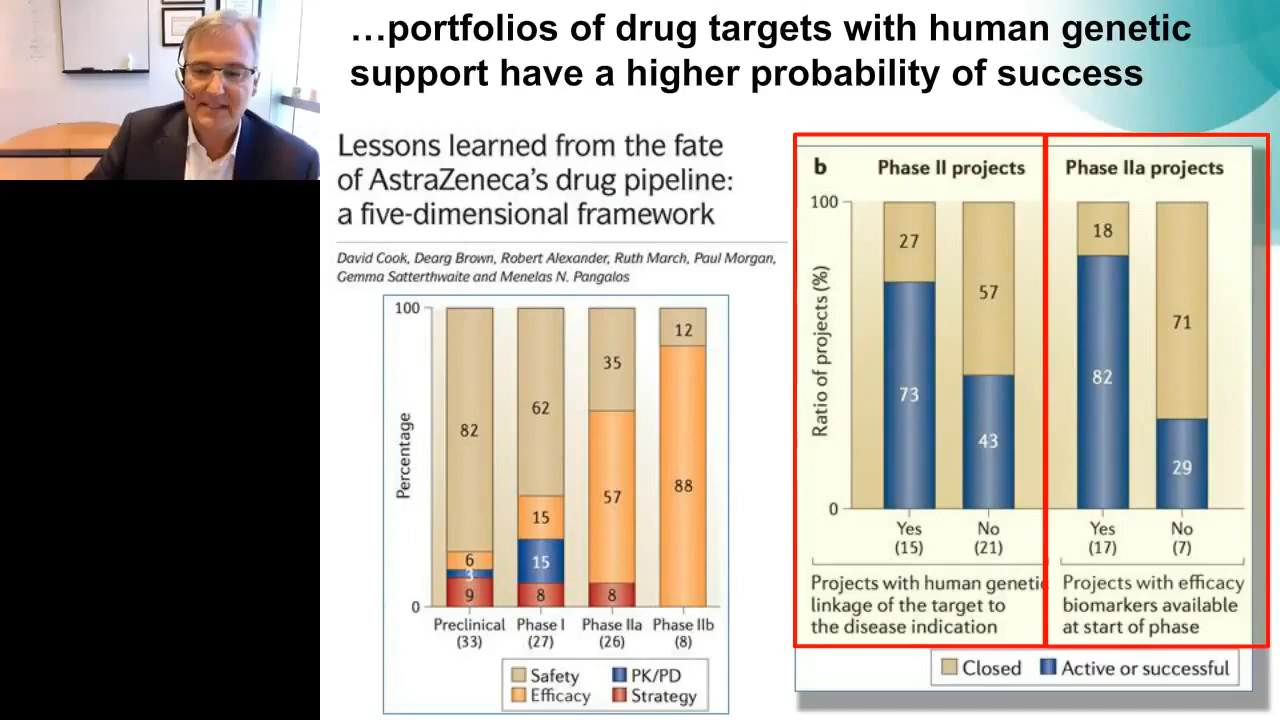 …portfolios of drug targets with human genetic
support have a higher probability of success
Lessons learned from the fate
of AstraZeneca's drug pipeline:
a five-dimensional framework
David Cook, Dearg Brown, Robert Alexander, Ruth March, Paul Morgan,
Gemma Satterthwaite and Menelas N. Pangalos
100
Percentage
0
82
6
3
9
62
15
15
8
35
57
8
12
88
Preclinical
(33)
Phase I
(27)
Phase IIa
(26)
Phase IIb
(8)
Safety
PK/PD
Efficacy
Strategy
b
Phase II projects
Phase IIa projects
100
Ratio of projects (%)
0
27
73
57
43
18
82
71
29
Yes
(15)
No
(21)
Yes
(17)
No
(7)
Projects with human genetic
linkage of the target to
the disease indication
Projects with efficacy
biomarkers available
at start of phase
Closed
Active or successful